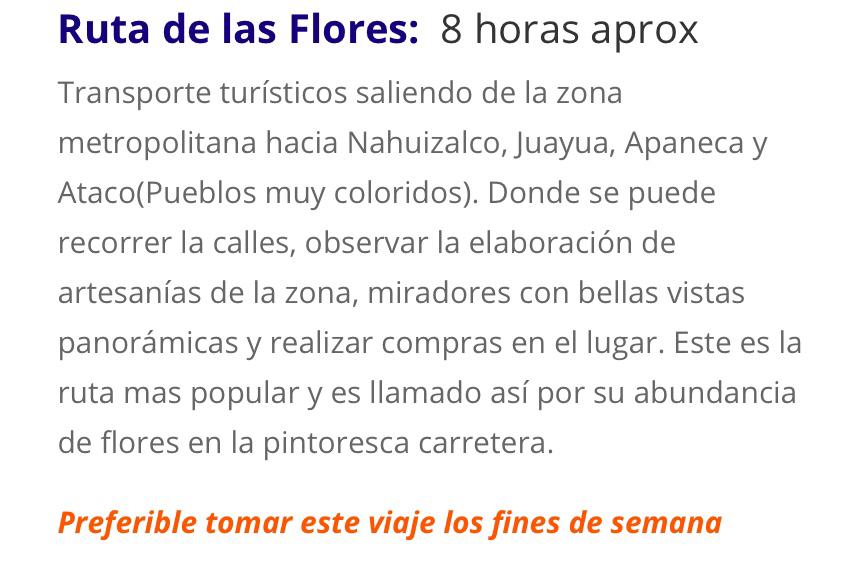 Ruta de las Flores: 8 horas aprox
Transporte turísticos saliendo de la zona
metropolitana hacia Nahuizalco, Juayua, Apaneca y
Ataco(Pueblos muy coloridos). Donde se puede
recorrer la calles, observar la elaboración de
artesanías de la zona, miradores con bellas vistas
panorámicas y realizar compras en el lugar. Este es la
ruta mas popular y es llamado así por su abundancia
de flores en la pintoresca carretera.
Preferible tomar este viaje los fines de semana